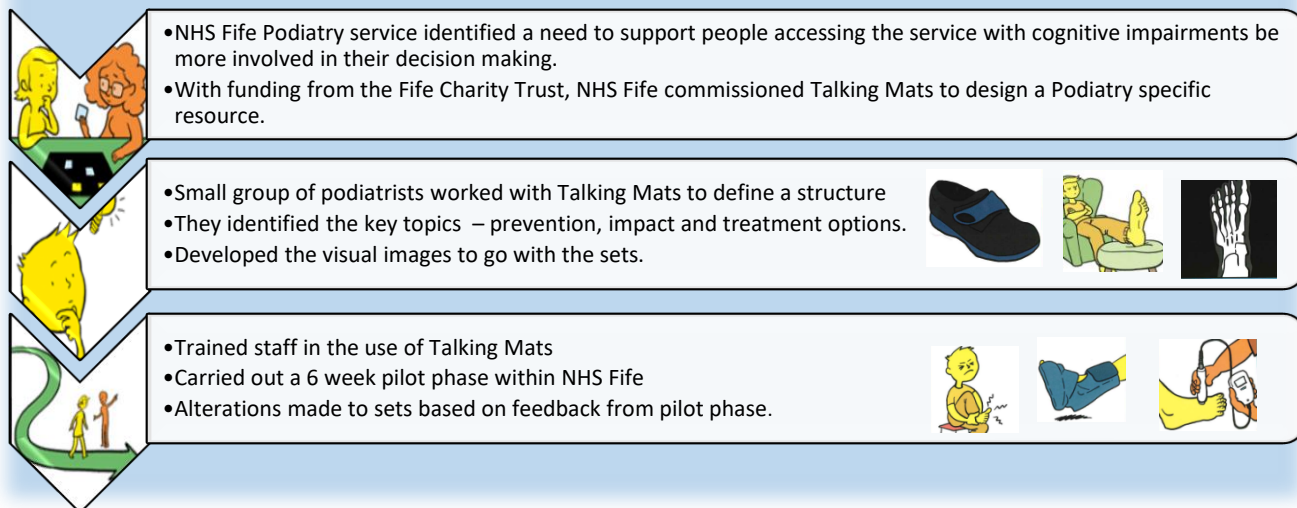 •NHS Fife Podiatry service identified a need to support people accessing the service with cognitive impairments be
more involved in their decision making.
•With funding from the Fife Charity Trust, NHS Fife commissioned Talking Mats to design a Podiatry specific
resource.
•Small group of podiatrists worked with Talking Mats to define a structure
•They identified the key topics – prevention, impact and treatment options.
•Developed the visual images to go with the sets.
•Trained staff in the use of Talking Mats
•Carried out a 6 week pilot phase within NHS Fife
•Alterations made to sets based on feedback from pilot phase.